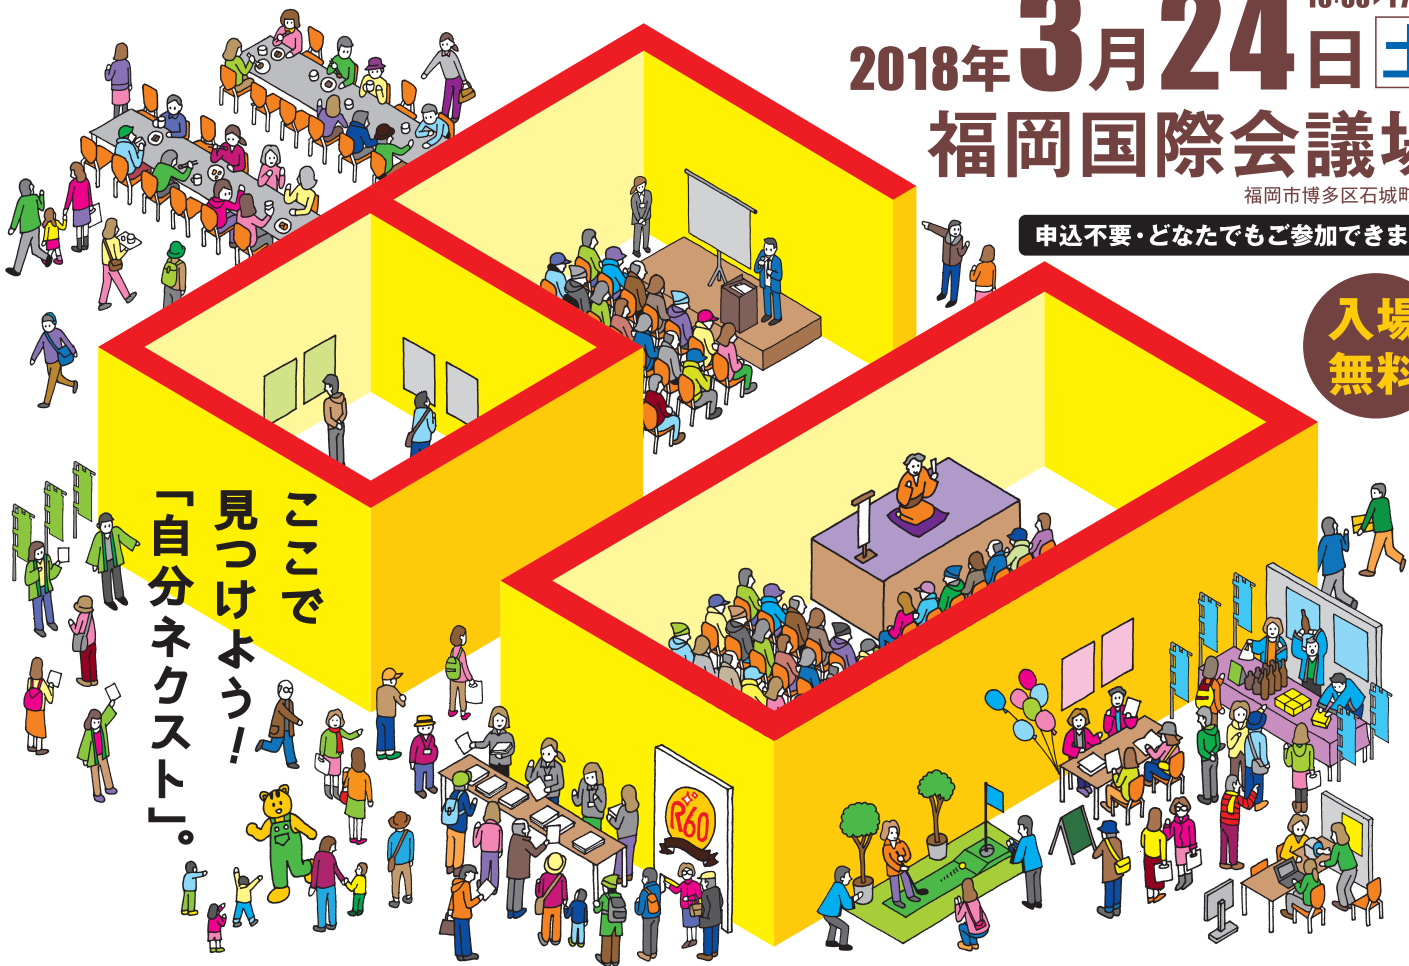 2018年3月24日
福岡国際会議
福岡市博多区石城町
申込不要・どなたでもご参加できま
入場
無料
ここで
見つけよう！
「自分ネクスト」。
R60